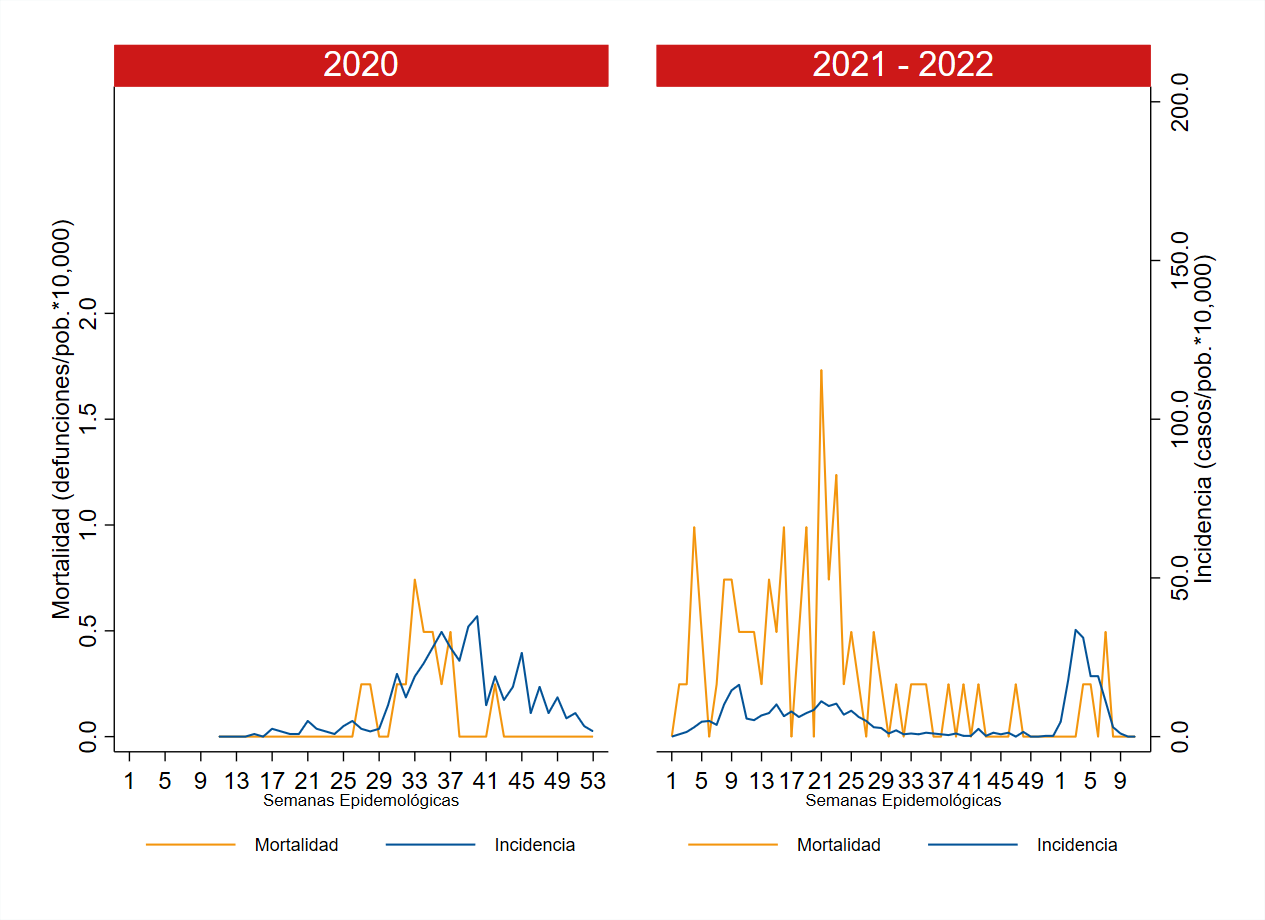 2020
2021 - 2022
Mortalidad (defunciones/pob.*10,000)
0.0
0.5
1.0
1.5
2.0
1 5 9 13 17 21 25 29 33 37 41 45 49 53
Semanas Epidemológicas
Mortalidad Incidencia
1 5 9 13 17 21 25 29 33 37 41 45 49 1 5 9
Semanas Epidemológicas
Mortalidad Incidencia
0.0
50.0
100.0
150.0
200.0
Incidencia (casos/pob.*10,000)